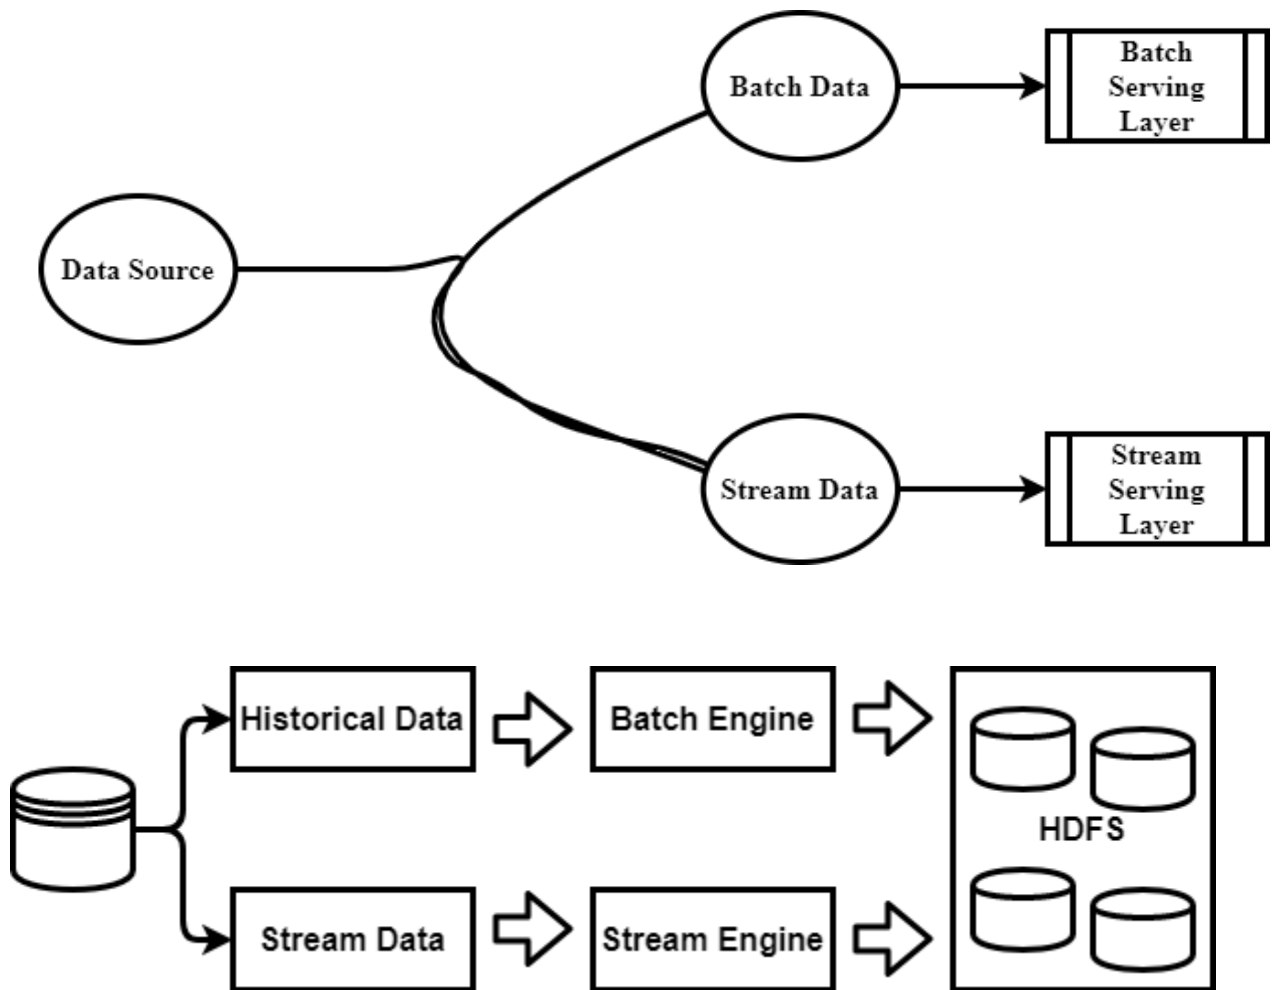 Batch Data
Batch
Serving
Layer
Data Source
Stream Data
Stream
Serving
Layer
Historical Data
Batch Engine
HDFS
Stream Data
Stream Engine